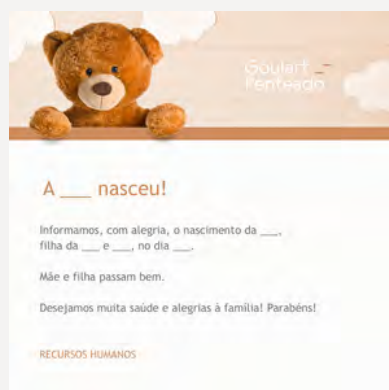 Goulart
Penteado
A ___ nasceu!
Informamos, com alegria, o nascimento da ___,
filha da ___ e ___, no dia ___.
Mãe e filha passam bem.
Desejamos muita saúde e alegrias à família! Parabéns!
RECURSOS HUMANOS